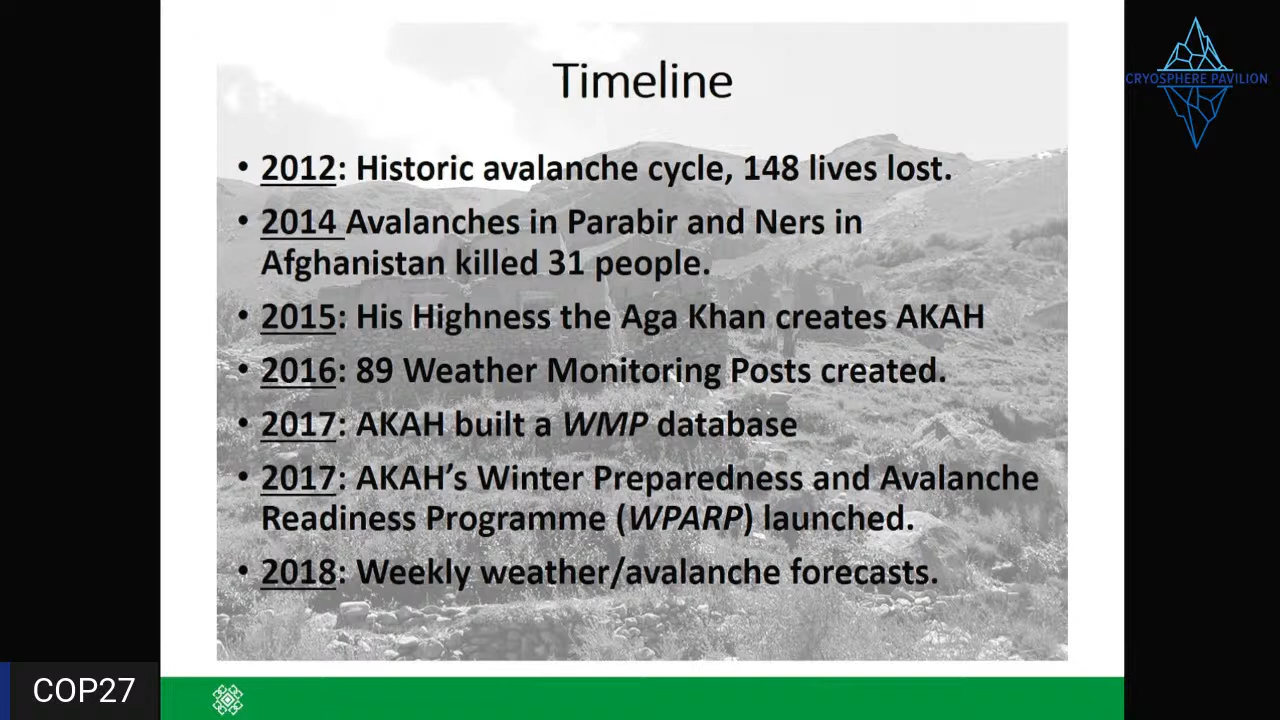 Timeline
CRYOSPHERE PAVILION
• 2012: Historic avalanche cycle, 148 lives lost.
• 2014 Avalanches in Parabir and Ners in
Afghanistan killed 31 people.
• 2015: His Highness the Aga Khan creates AKAH
• 2016: 89 Weather Monitoring Posts created.
• 2017: AKAH built a WMP database
• 2017: AKAH's Winter Preparedness and Avalanche
Readiness Programme (WPARP) launched.
• 2018: Weekly weather/avalanche forecasts.
COP27